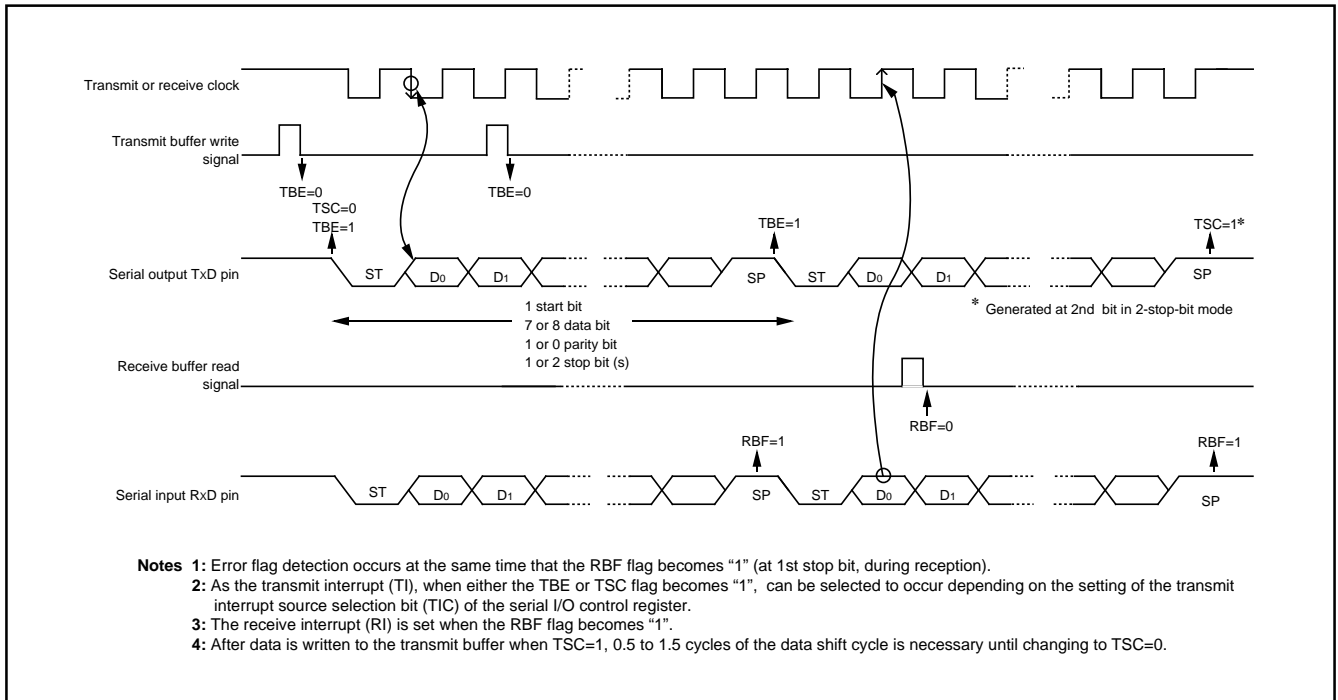 Transmit or receive clock
Transmit buffer write
signal
TBE=0
TBE=0
TSC=0
TBE=1
TBE=1
TSC=1*
Serial output TxD pin
ST
D0
D1
SP
ST
D0
D1
SP
* Generated at 2nd bit in 2-stop-bit mode
1 start bit
7 or 8 data bit
1 or 0 parity bit
1 or 2 stop bit (s)
Receive buffer read
signal
RBF=0
RBF=1
RBF=1
Serial input RxD pin
ST
D0
D1
SP
ST
D0
D1
SP
Notes 1: Error flag detection occurs at the same time that the RBF flag becomes “1” (at 1st stop bit, during reception).
2: As the transmit interrupt (TI), when either the TBE or TSC flag becomes “1”, can be selected to occur depending on the setting of the transmit
interrupt source selection bit (TIC) of the serial I/O control register.
3: The receive interrupt (RI) is set when the RBF flag becomes “1”.
4: After data is written to the transmit buffer when TSC=1, 0.5 to 1.5 cycles of the data shift cycle is necessary until changing to TSC=0.